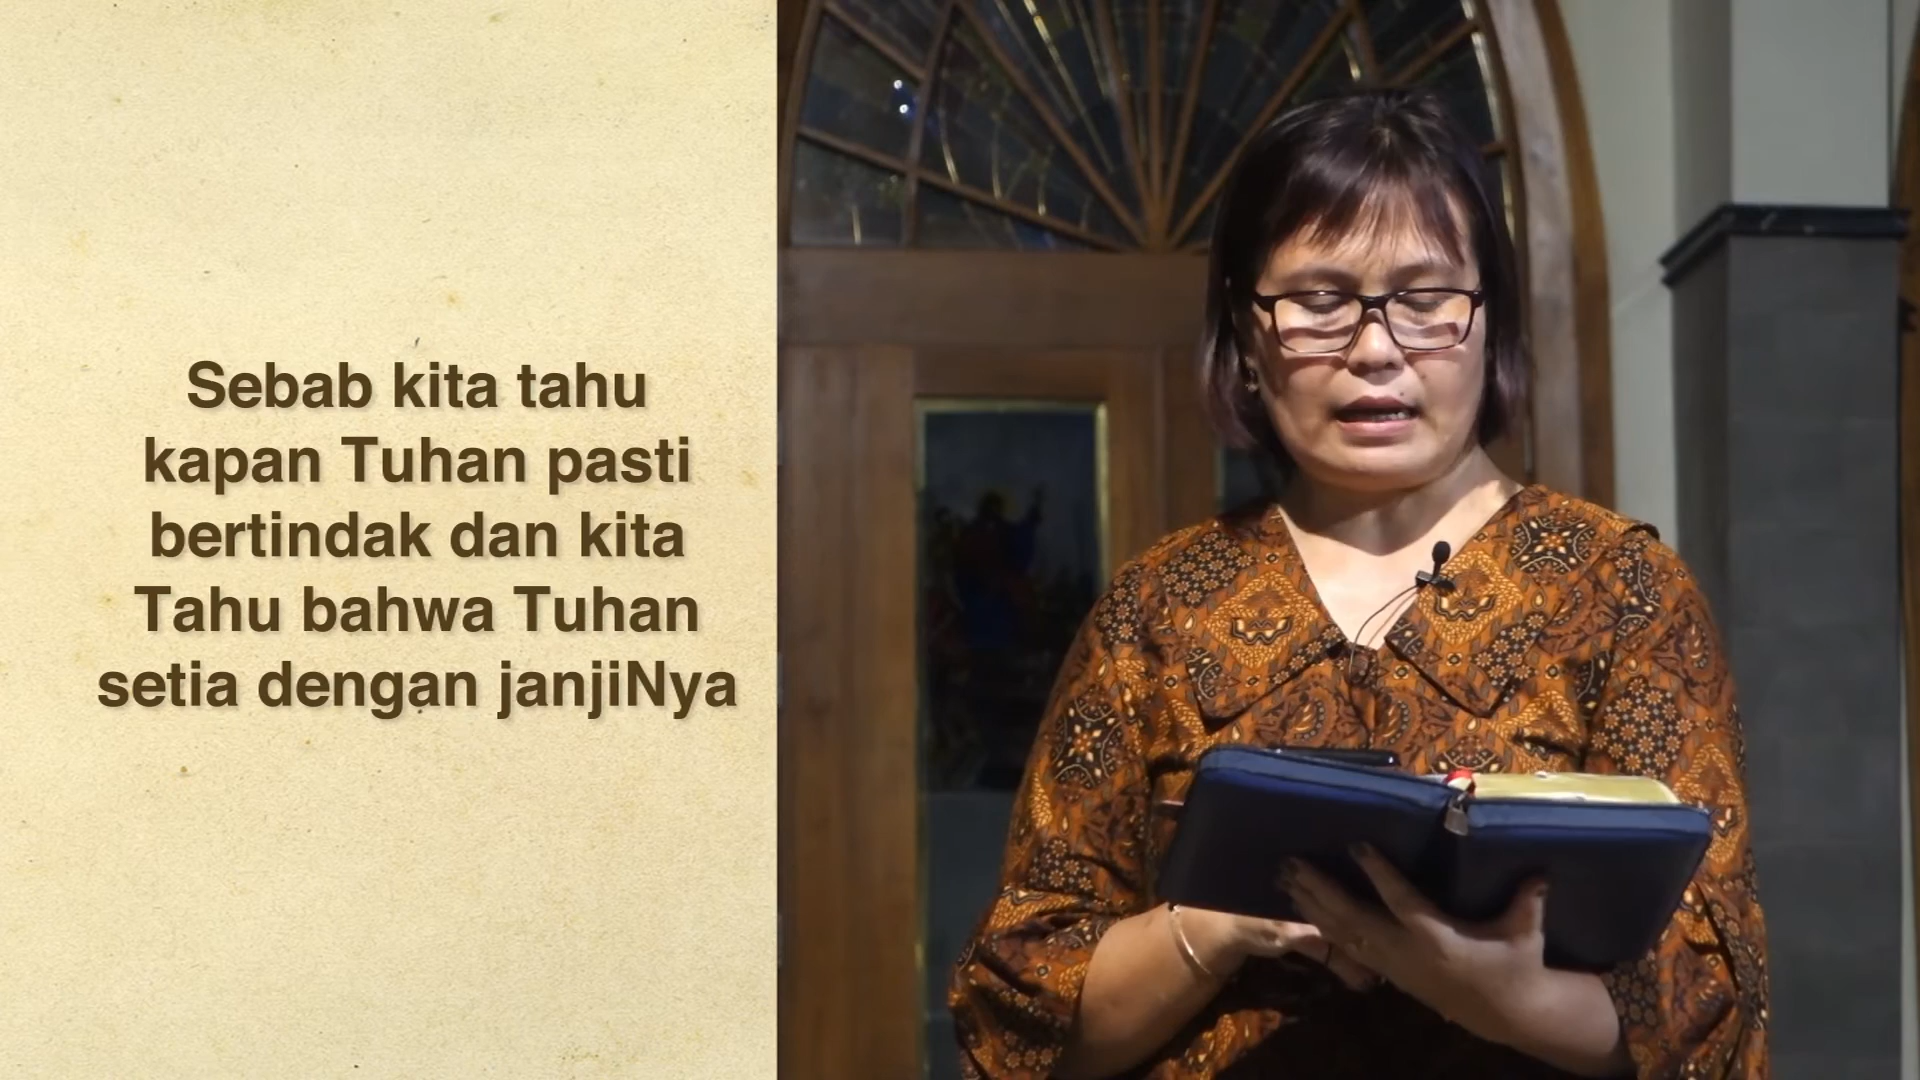 Sebab kita tahu
kapan Tuhan pasti
bertindak dan kita
Tahu bahwa Tuhan
setia dengan janjiNya